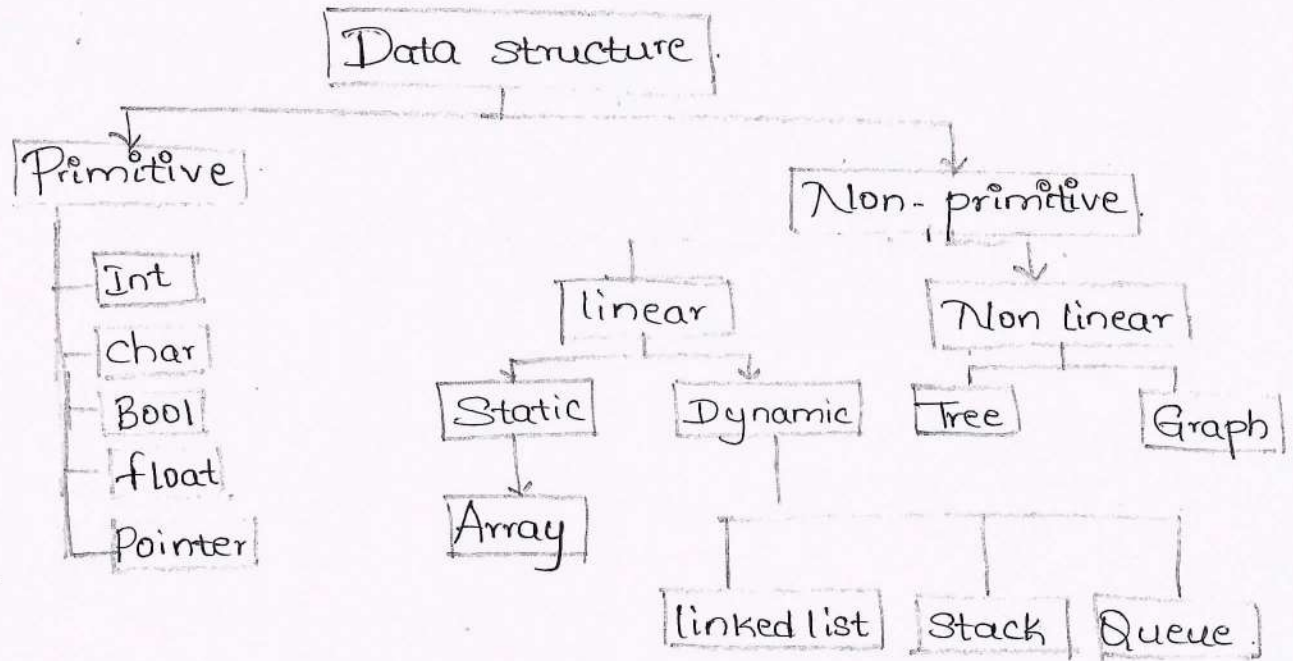 Data structure
Primitive
Non-primitive
Int
linear
Non linear
Char
Static
Dynamic
Tree
Graph
Bool
float
Array
Pointer
linked list
Stack
Queue